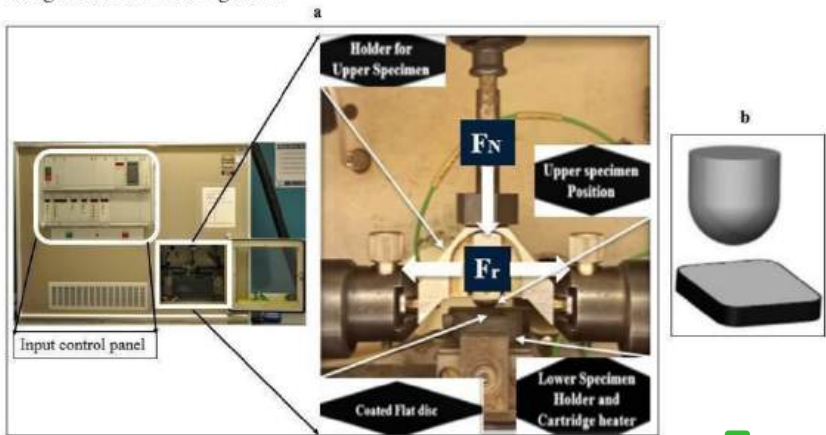 a
b
Holder for
Upper Specimen
FN
Upper specimen
Position
Fr
Input control panel
Coated Flat disc
Lower Specimen
Holder and
Cartridge heater